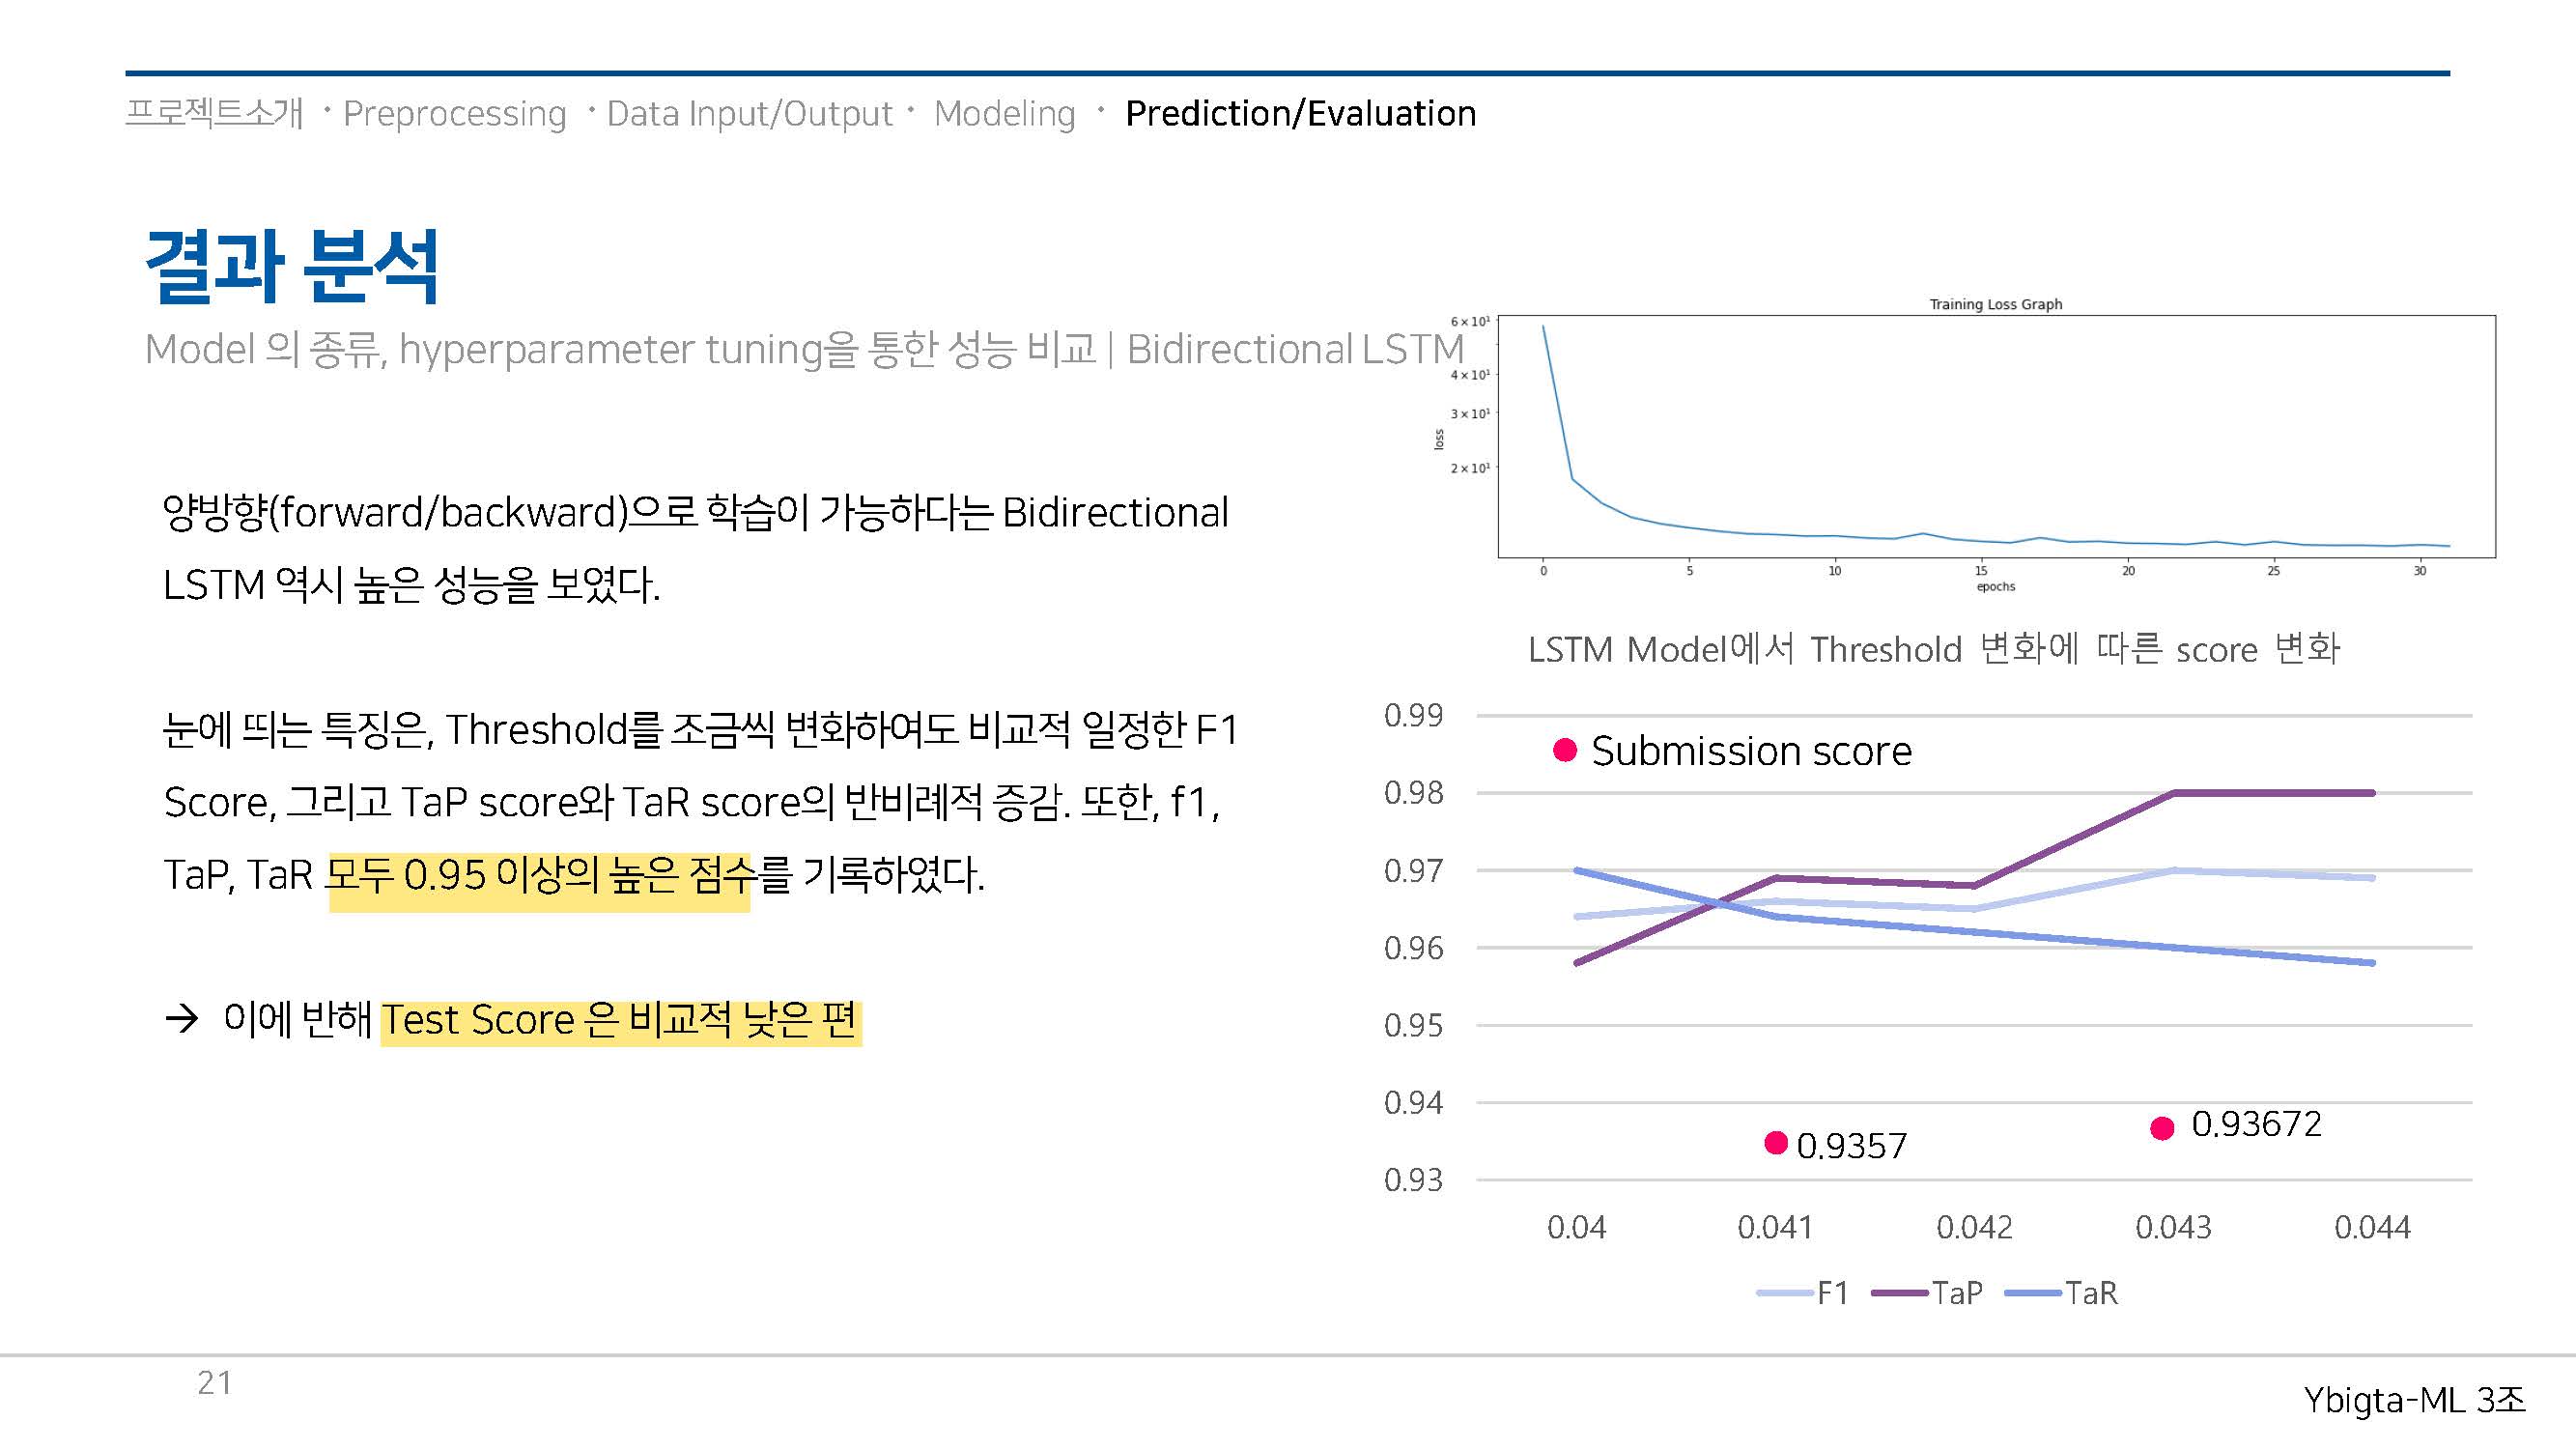 프로젝트소개 · Preprocessing · Data Input/Output · Modeling · Prediction/Evaluation
결과 분석
Model 의 종류, hyperparameter tuning을 통한 성능 비교 | Bidirectional LSTM
양방향(forward/backward)으로 학습이 가능하다는 Bidirectional
LSTM 역시 높은 성능을 보였다.
눈에 띄는 특징은, Threshold를 조금씩 변화하여도 비교적 일정한 F1
Score, 그리고 TaP score와 TaR score의 반비례적 증감. 또한, f1,
TaP, TaR 모두 0.95 이상의 높은 점수를 기록하였다.
→ 이에 반해 Test Score 은 비교적 낮은 편
Training Loss Graph
6×10¹
4×10¹
3×10¹
2×10¹
loss
0 5 10 15 20 25 30
epochs
LSTM Model에서 Threshold 변화에 따른 score 변화
0.99
Submission score
0.98
0.97
0.96
0.95
0.94
0.93672
0.9357
0.93
0.04 0.041 0.042 0.043 0.044
F1 TaP TaR
21
Ybigta-ML 3조